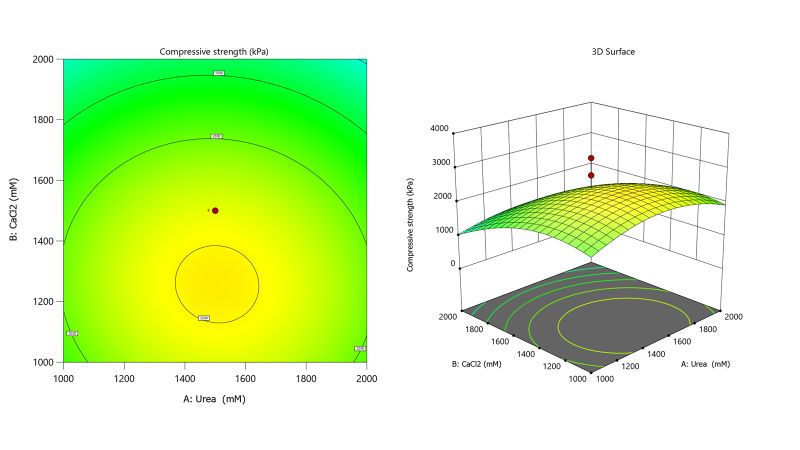 Compressive strength (kPa)
2000
1800
1600
1400
1200
1000
B: CaCl2 (mM)
1000 1200 1400 1600 1800 2000
A: Urea (mM)
3D Surface
4000
3000
2000
1000
0
Compressive strength (kPa)
2000
1800
1600
1400
1200
1000
B: CaCl2 (mM)
1000
1200
1400
1600
1800
2000
A: Urea (mM)